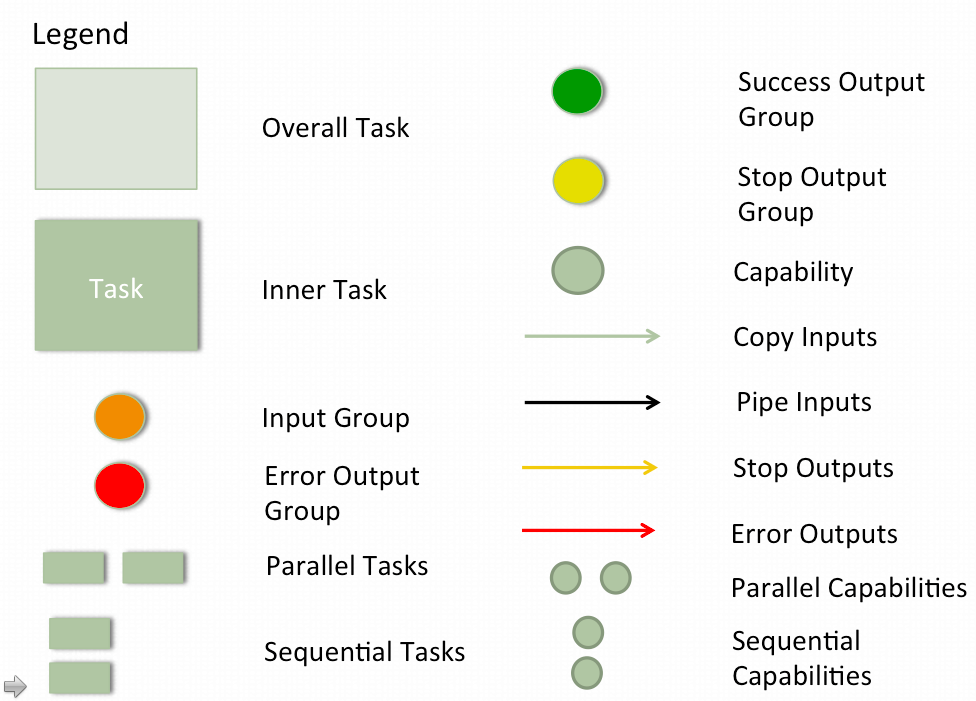 Legend
Overall Task
Task
Inner Task
Input Group
Error Output
Group
Parallel Tasks
Sequential Tasks
Success Output
Group
Stop Output
Group
Capability
Copy Inputs
Pipe Inputs
Stop Outputs
Error Outputs
Parallel Capabilities
Sequential
Capabilities